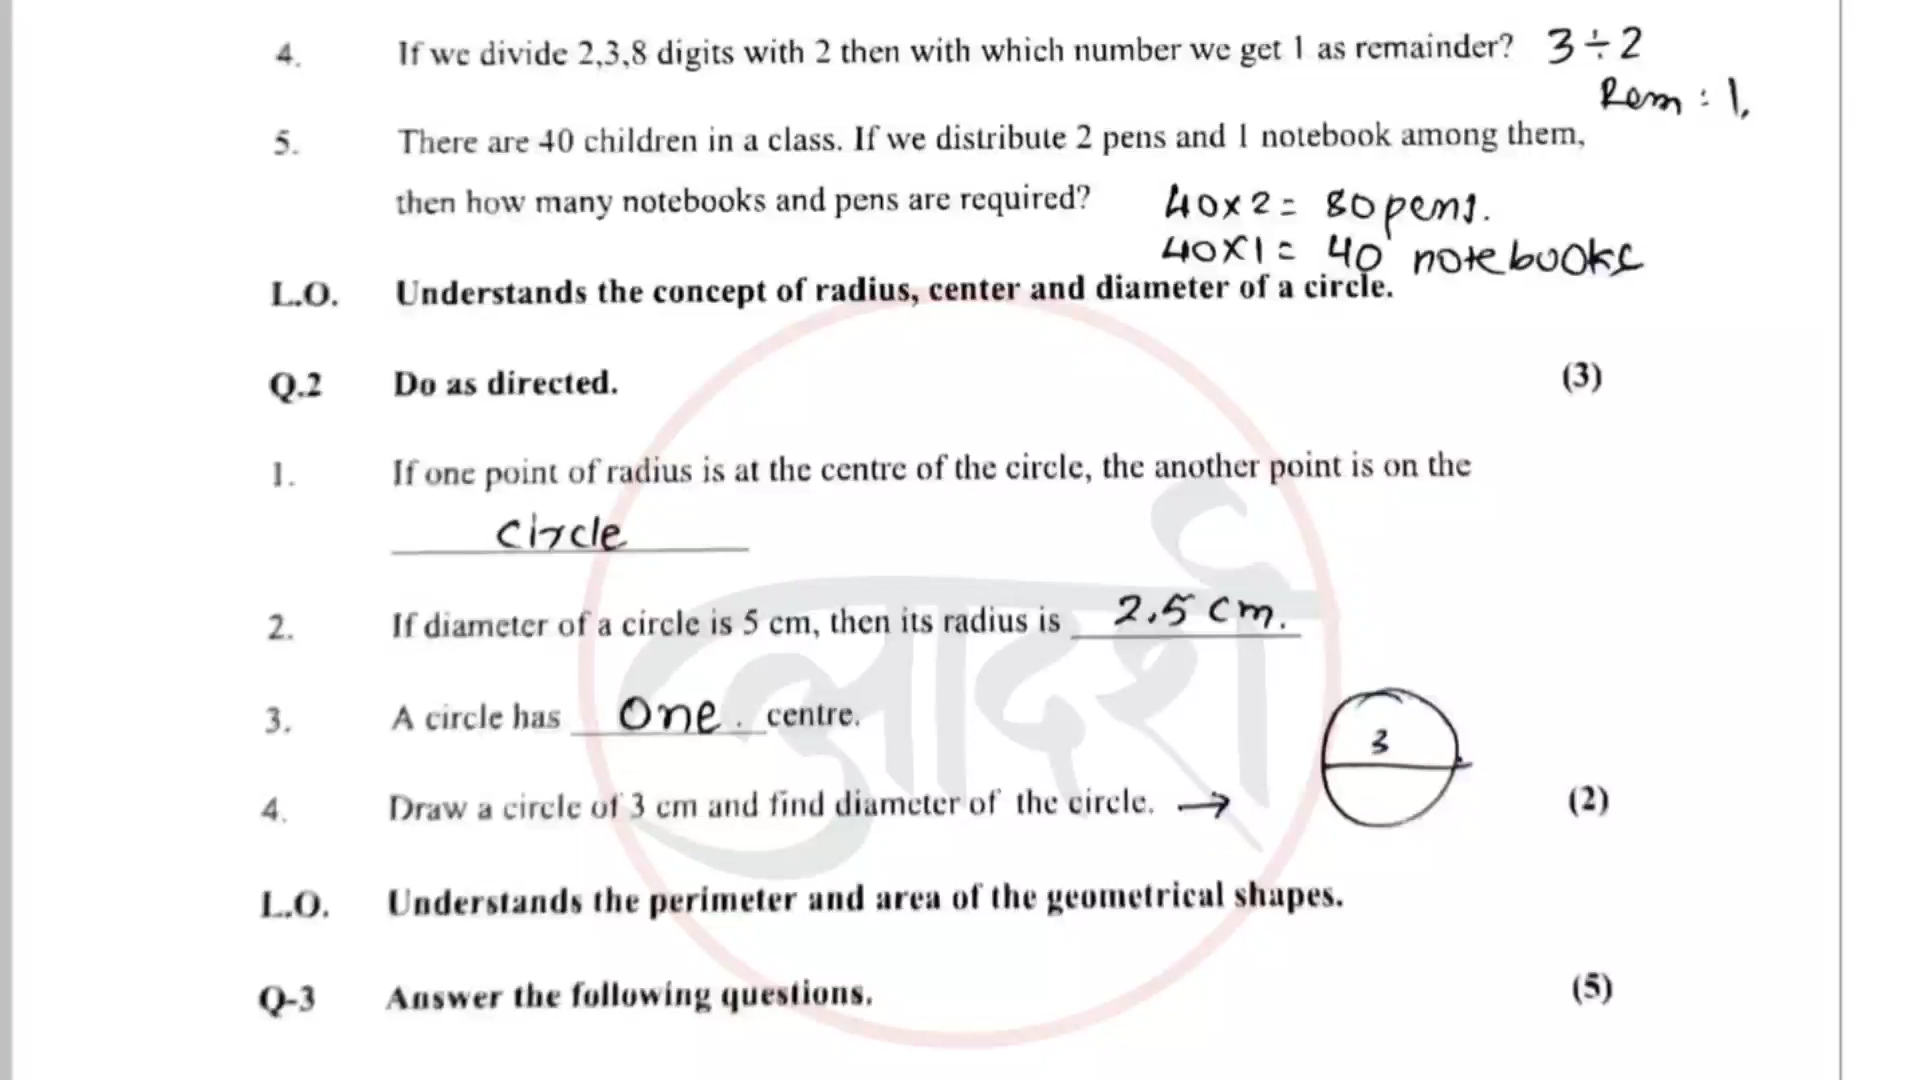 4. If we divide 2,3,8 digits with 2 then with which number we get 1 as remainder? 3÷2
Rem : 1.
5. There are 40 children in a class. If we distribute 2 pens and 1 notebook among them,
then how many notebooks and pens are required? 40x2= 80 pens.
40x1= 40 notebooks
L.O. Understands the concept of radius, center and diameter of a circle.
Q.2 Do as directed. (3)
1. If one point of radius is at the centre of the circle, the another point is on the
circle
2. If diameter of a circle is 5 cm, then its radius is 2.5 cm.
3. A circle has one. centre.
3
4. Draw a circle of 3 cm and find diameter of the circle. → (2)
L.O. Understands the perimeter and area of the geometrical shapes.
Q-3 Answer the following questions. (5)